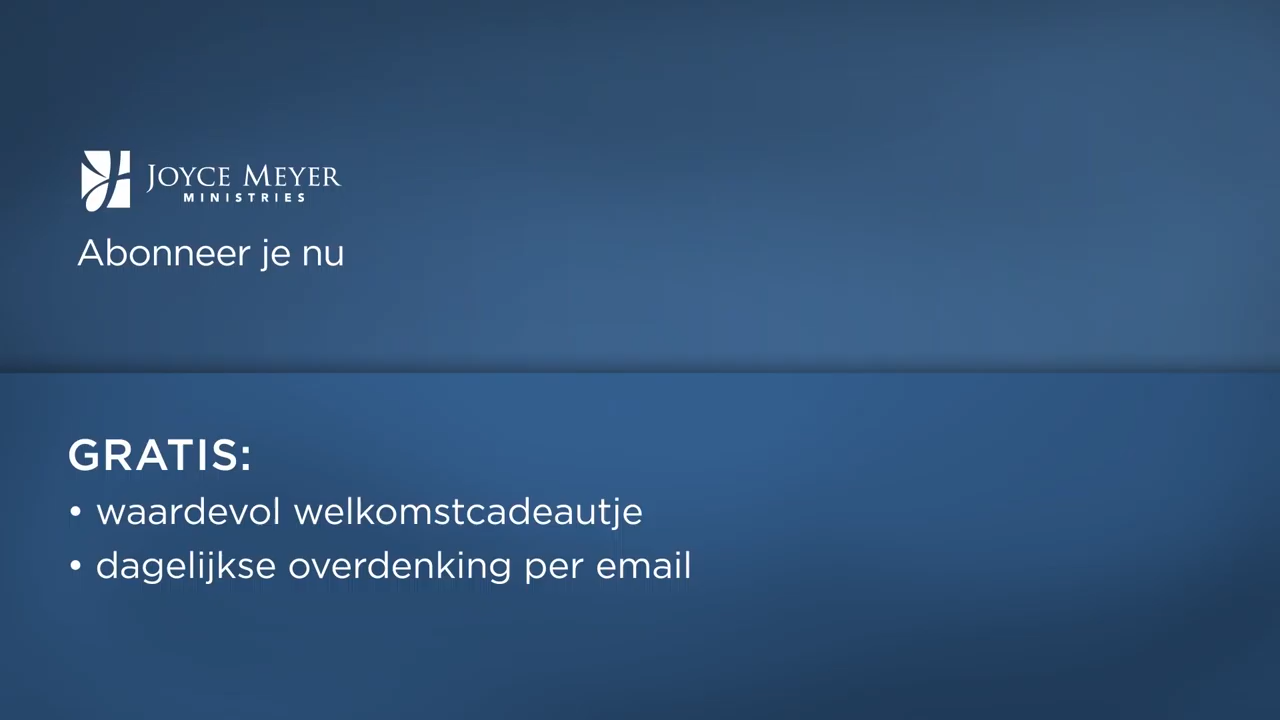 JOYCE MEYER
MINISTRIES
Abonneer je nu
GRATIS:
• waardevol welkomstcadeautje
• dagelijkse overdenking per email